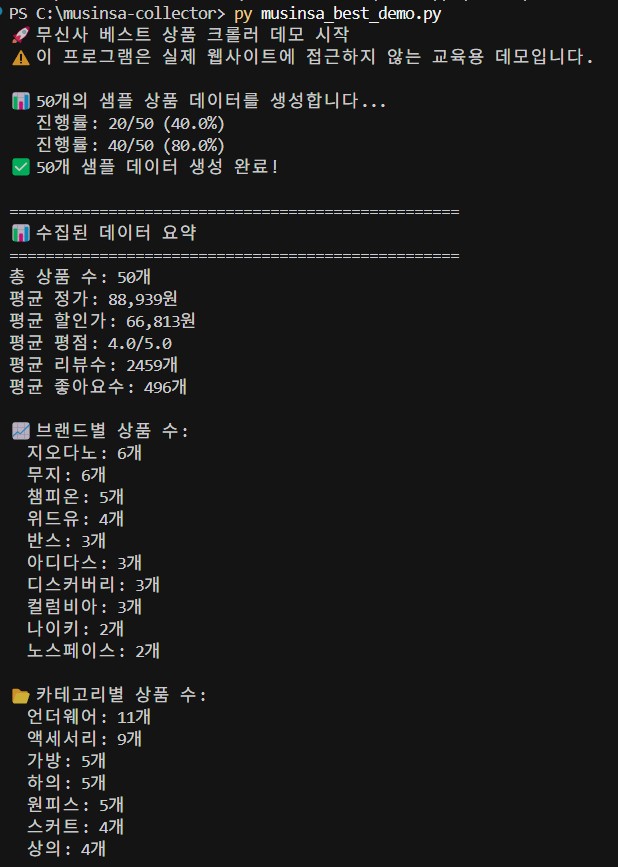 PS C:\musinsa-collector> py musinsa_best_demo.py
🚀 무신사 베스트 상품 크롤러 데모 시작
⚠️ 이 프로그램은 실제 웹사이트에 접근하지 않는 교육용 데모입니다.
📊 50개의 샘플 상품 데이터를 생성합니다...
진행률: 20/50 (40.0%)
진행률: 40/50 (80.0%)
✅ 50개 샘플 데이터 생성 완료!
==================================================
📊 수집된 데이터 요약
==================================================
총 상품 수: 50개
평균 정가: 88,939원
평균 할인가: 66,813원
평균 평점: 4.0/5.0
평균 리뷰수: 2459개
평균 좋아요수: 496개
📈 브랜드별 상품 수:
지오다노: 6개
무지: 6개
챔피온: 5개
위드유: 4개
반스: 3개
아디다스: 3개
디스커버리: 3개
컬럼비아: 3개
나이키: 2개
노스페이스: 2개
📂 카테고리별 상품 수:
언더웨어: 11개
액세서리: 9개
가방: 5개
하의: 5개
원피스: 5개
스커트: 4개
상의: 4개